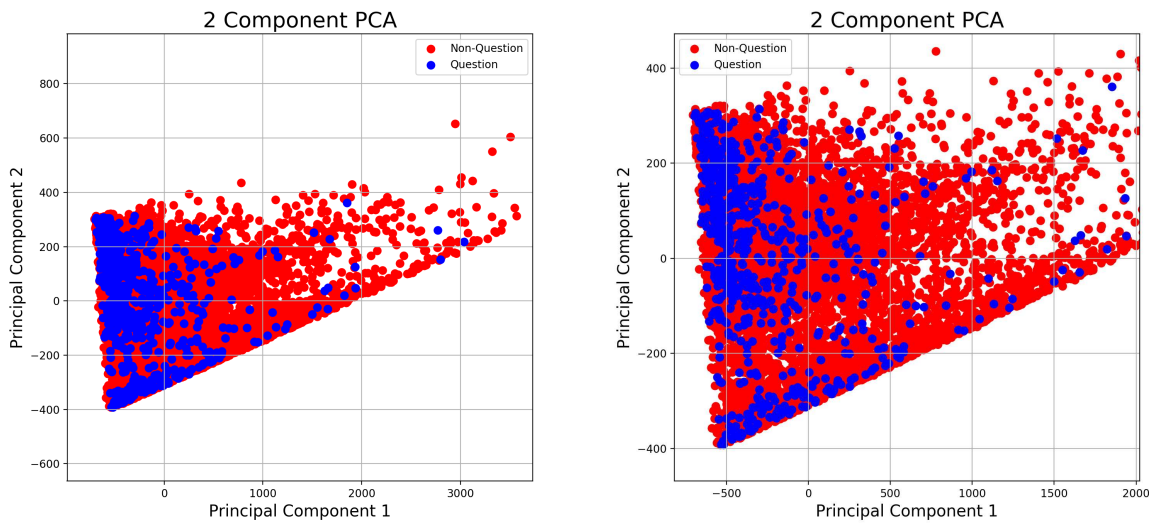 2 Component PCA
Non-Question
Question
Principal Component 2
800
600
400
200
0
−200
−400
−600
0
1000
2000
3000
Principal Component 1
2 Component PCA
Non-Question
Question
Principal Component 2
400
200
0
−200
−400
−500
0
500
1000
1500
2000
Principal Component 1